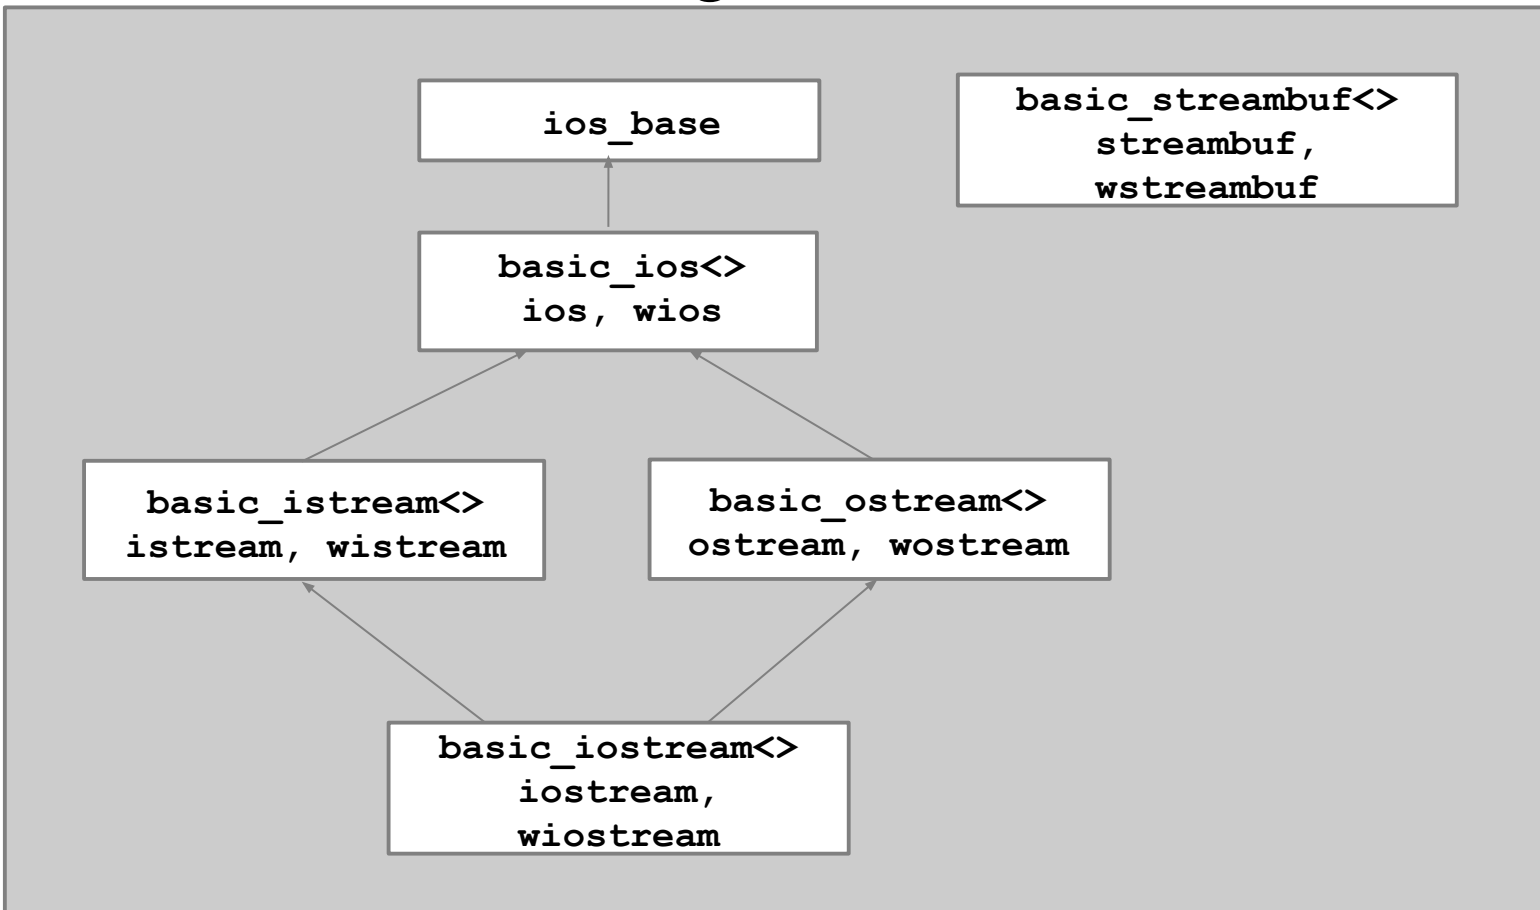 ios_base
basic_streambuf<>
streambuf,
wstreambuf
basic_ios<>
ios, wios
basic_istream<>
istream, wistream
basic_ostream<>
ostream, wostream
basic_iostream<>
iostream,
wiostream